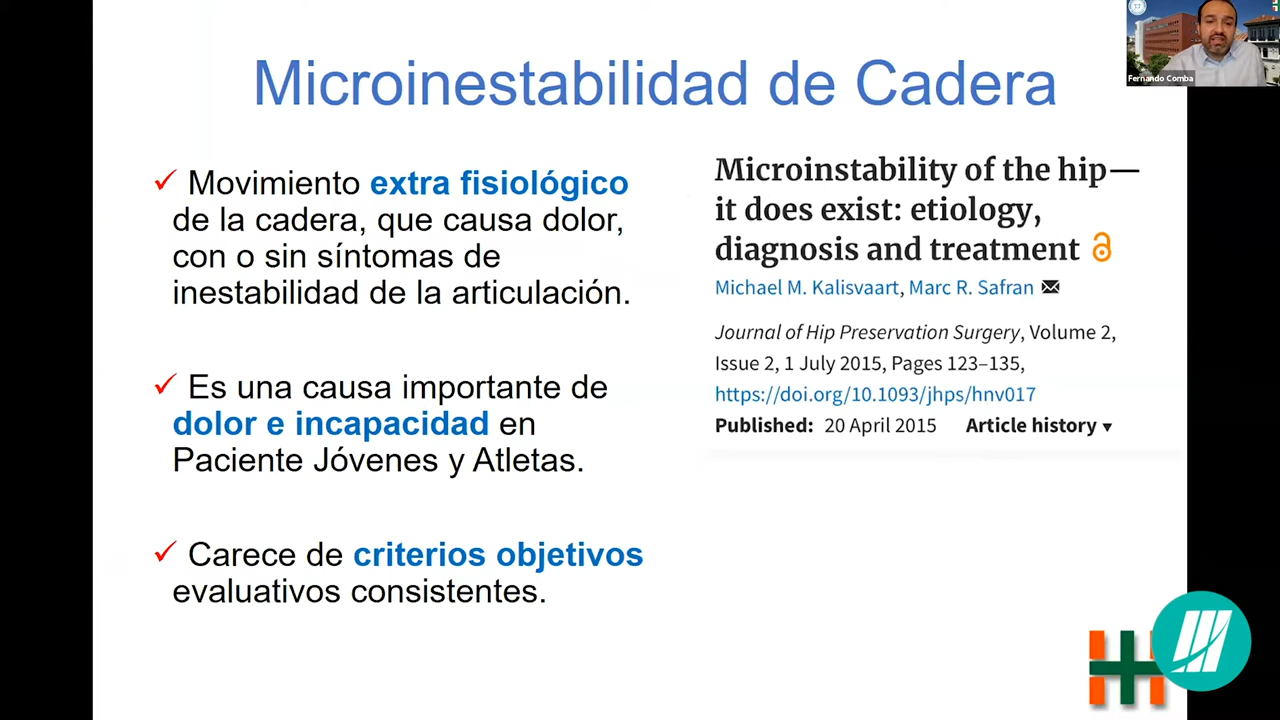 Microinestabilidad de Cadera
Fernando Comba
✓ Movimiento extra fisiológico
de la cadera, que causa dolor,
con o sin síntomas de
inestabilidad de la articulación.
✓ Es una causa importante de
dolor e incapacidad en
Paciente Jóvenes y Atletas.
✓ Carece de criterios objetivos
evaluativos consistentes.
Microinstability of the hip—
it does exist: etiology,
diagnosis and treatment
Michael M. Kalisvaart, Marc R. Safran
Journal of Hip Preservation Surgery, Volume 2,
Issue 2, 1 July 2015, Pages 123–135,
https://doi.org/10.1093/jhps/hnv017
Published: 20 April 2015 Article history ▼